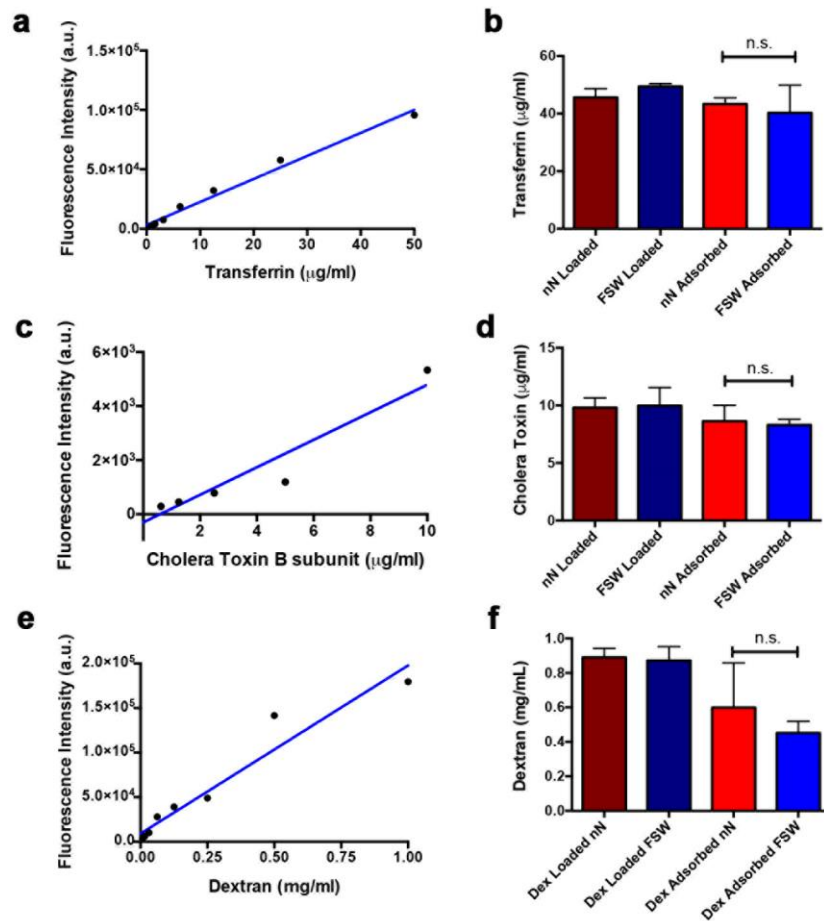 a
Fluorescence Intensity (a.u.)
1.5×10⁵
1.0×10⁵
5.0×10⁴
0.0
0 10 20 30 40 50
Transferrin (μg/ml)
b
n.s.
Transferrin (μg/ml)
60
40
20
0
nN Loaded
FSW Loaded
nN Adsorbed
FSW Adsorbed
c
Fluorescence Intensity (a.u.)
6×10³
4×10³
2×10³
0
2 4 6 8 10
Cholera Toxin B subunit (μg/ml)
d
n.s.
Cholera Toxin (μg/ml)
15
10
5
0
nN Loaded
FSW Loaded
nN Adsorbed
FSW Adsorbed
e
Fluorescence Intensity (a.u.)
2.0×10⁵
1.5×10⁵
1.0×10⁵
5.0×10⁴
0.0
0.00 0.25 0.50 0.75 1.00
Dextran (mg/ml)
f
n.s.
Dextran (mg/mL)
1.0
0.8
0.6
0.4
0.2
0.0
Dex Loaded nN
Dex Loaded FSW
Dex Adsorbed nN
Dex Adsorbed FSW